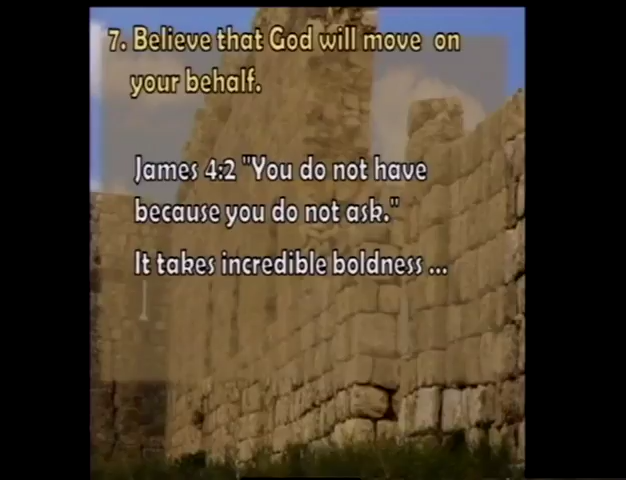 7. Believe that God will move on
your behalf.
James 4:2 "You do not have
because you do not ask."
It takes incredible boldness ...